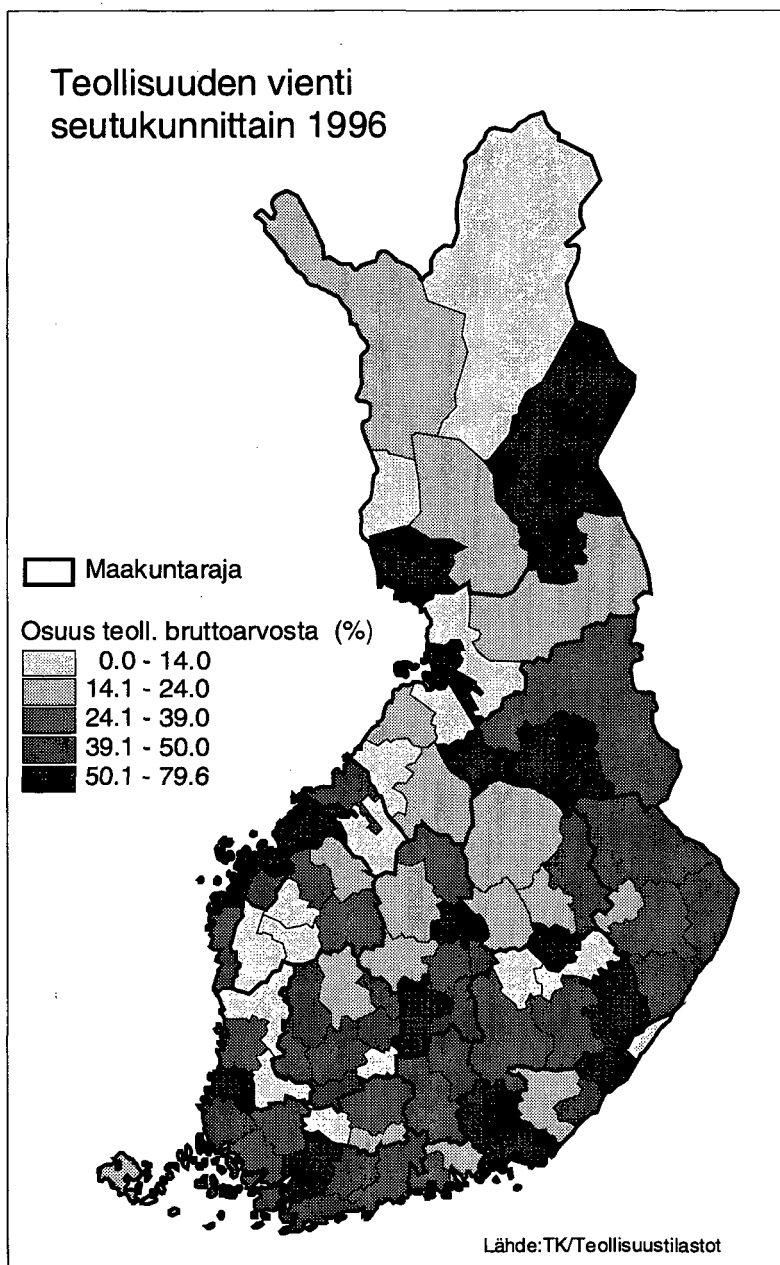 Teollisuuden vienti
seutukunnittain 1996
Maakuntaraja
Osuus teoll. bruttoarvosta (%)
0.0 - 14.0
14.1 - 24.0
24.1 - 39.0
39.1 - 50.0
50.1 - 79.6
Lähde:TK/Teollisuustilastot